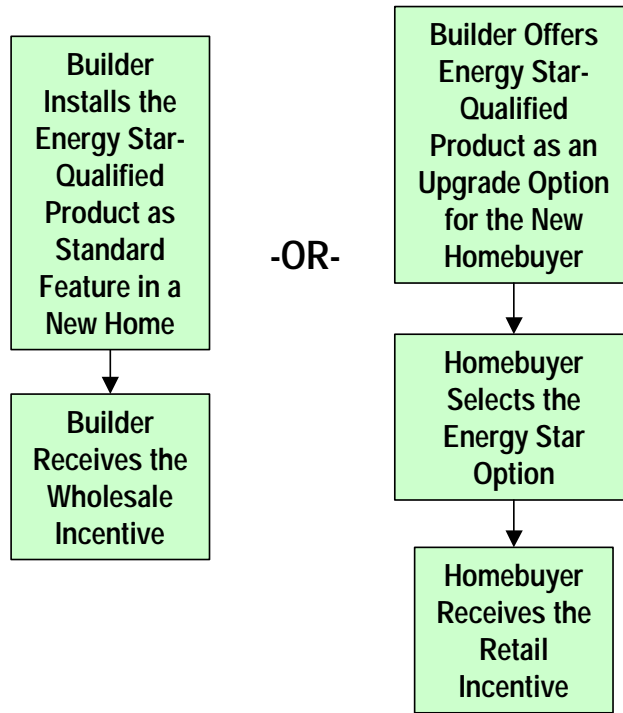 Builder
Installs the
Energy Star-
Qualified
Product as
Standard
Feature in a
New Home
Builder
Receives the
Wholesale
Incentive
-OR-
Builder Offers
Energy Star-
Qualified
Product as an
Upgrade Option
for the New
Homebuyer
Homebuyer
Selects the
Energy Star
Option
Homebuyer
Receives the
Retail
Incentive